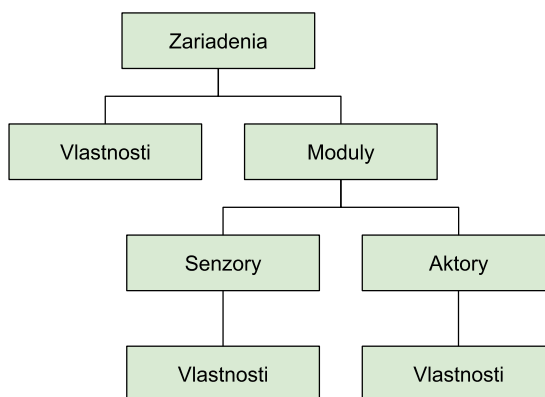 Zariadenia
Vlastnosti
Moduly
Senzory
Aktory
Vlastnosti
Vlastnosti